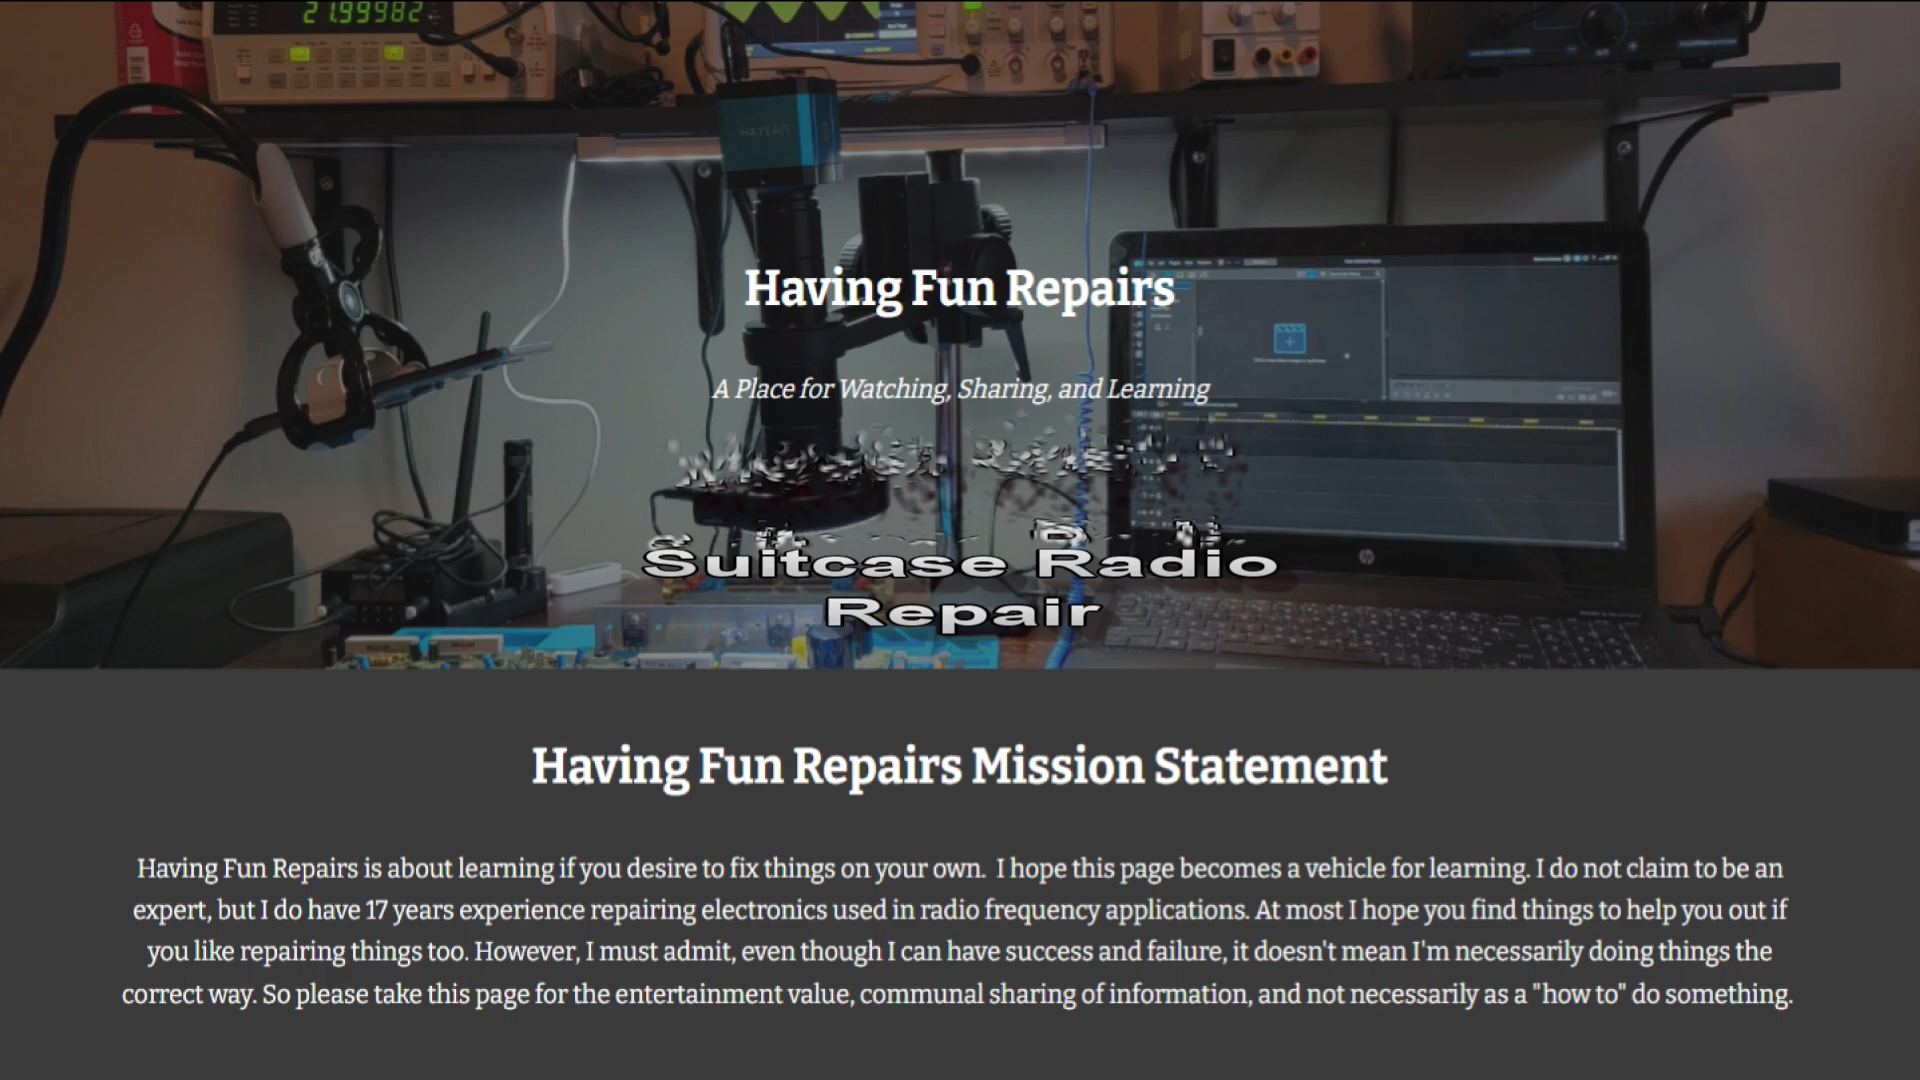 21.99982
HAYEAR
Having Fun Repairs
A Place for Watching, Sharing, and Learning
Suitcase Radio
Repair
hp
Having Fun Repairs Mission Statement
Having Fun Repairs is about learning if you desire to fix things on your own.  I hope this page becomes a vehicle for learning. I do not claim to be an
expert, but I do have 17 years experience repairing electronics used in radio frequency applications. At most I hope you find things to help you out if
you like repairing things too. However, I must admit, even though I can have success and failure, it doesn't mean I'm necessarily doing things the
correct way. So please take this page for the entertainment value, communal sharing of information, and not necessarily as a "how to" do something.